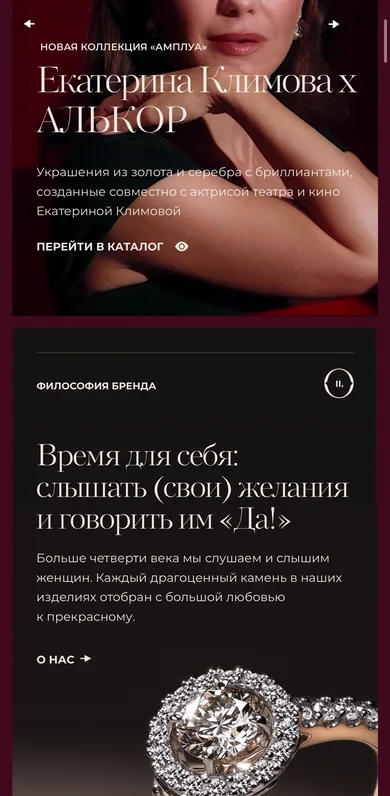 НОВАЯ КОЛЛЕКЦИЯ «АМПЛУА»
Екатерина Климова х
АЛЬКОР
Украшения из золота и серебра с бриллиантами,
созданные совместно с актрисой театра и кино
Екатериной Климовой
ПЕРЕЙТИ В КАТАЛОГ
ФИЛОСОФИЯ БРЕНДА
II.
Время для себя:
слышать (свои) желания
и говорить им «Да!»
Больше четверти века мы слушаем и слышим
женщин. Каждый драгоценный камень в наших
изделиях отобран с большой любовью
к прекрасному.
О НАС